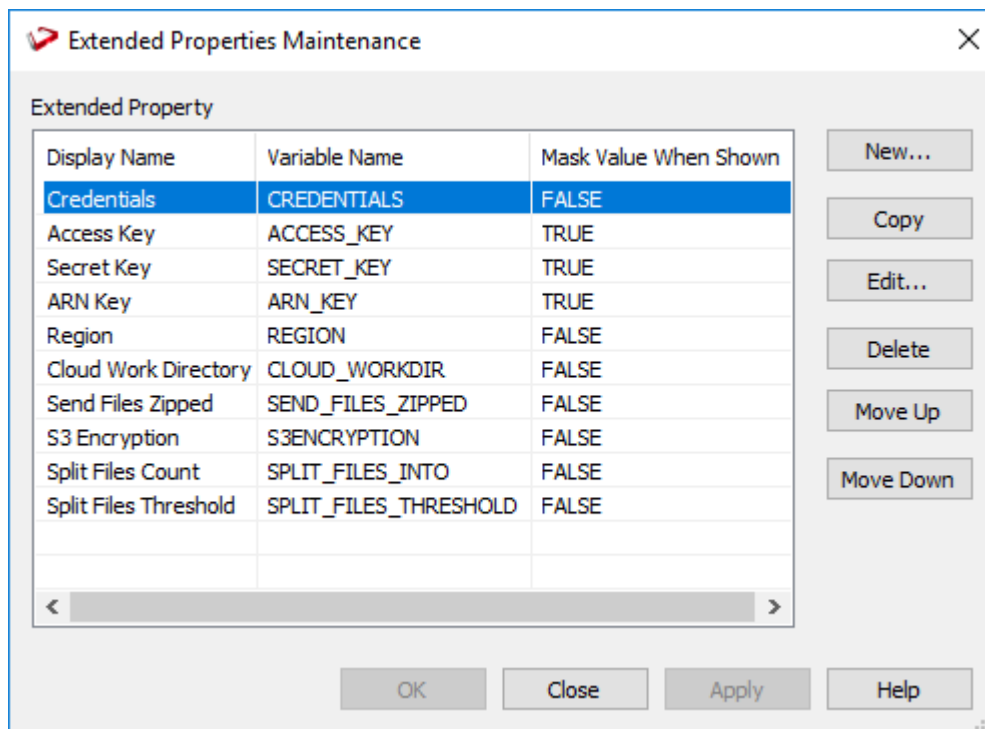 Extended Properties Maintenance
Extended Property
Display Name Variable Name Mask Value When Shown
Credentials CREDENTIALS FALSE
Access Key ACCESS_KEY TRUE
Secret Key SECRET_KEY TRUE
ARN Key ARN_KEY TRUE
Region REGION FALSE
Cloud Work Directory CLOUD_WORKDIR FALSE
Send Files Zipped SEND_FILES_ZIPPED FALSE
S3 Encryption S3ENCRYPTION FALSE
Split Files Count SPLIT_FILES_INTO FALSE
Split Files Threshold SPLIT_FILES_THRESHOLD FALSE
New...
Copy
Edit...
Delete
Move Up
Move Down
OK Close Apply Help